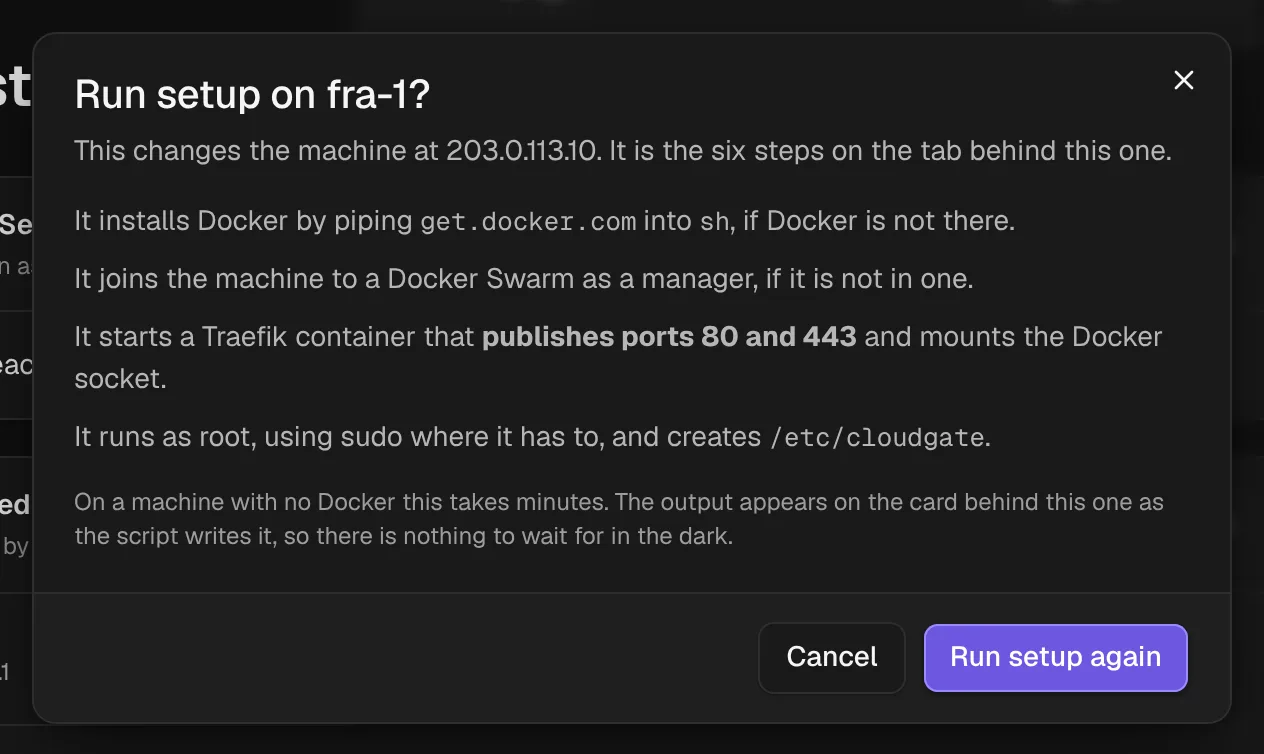 Run setup on fra-1?
This changes the machine at 203.0.113.10. It is the six steps on the tab behind this one.
It installs Docker by piping get.docker.com into sh, if Docker is not there.
It joins the machine to a Docker Swarm as a manager, if it is not in one.
It starts a Traefik container that publishes ports 80 and 443 and mounts the Docker
socket.
It runs as root, using sudo where it has to, and creates /etc/cloudgate.
On a machine with no Docker this takes minutes. The output appears on the card behind this one as
the script writes it, so there is nothing to wait for in the dark.
Cancel
Run setup again
by